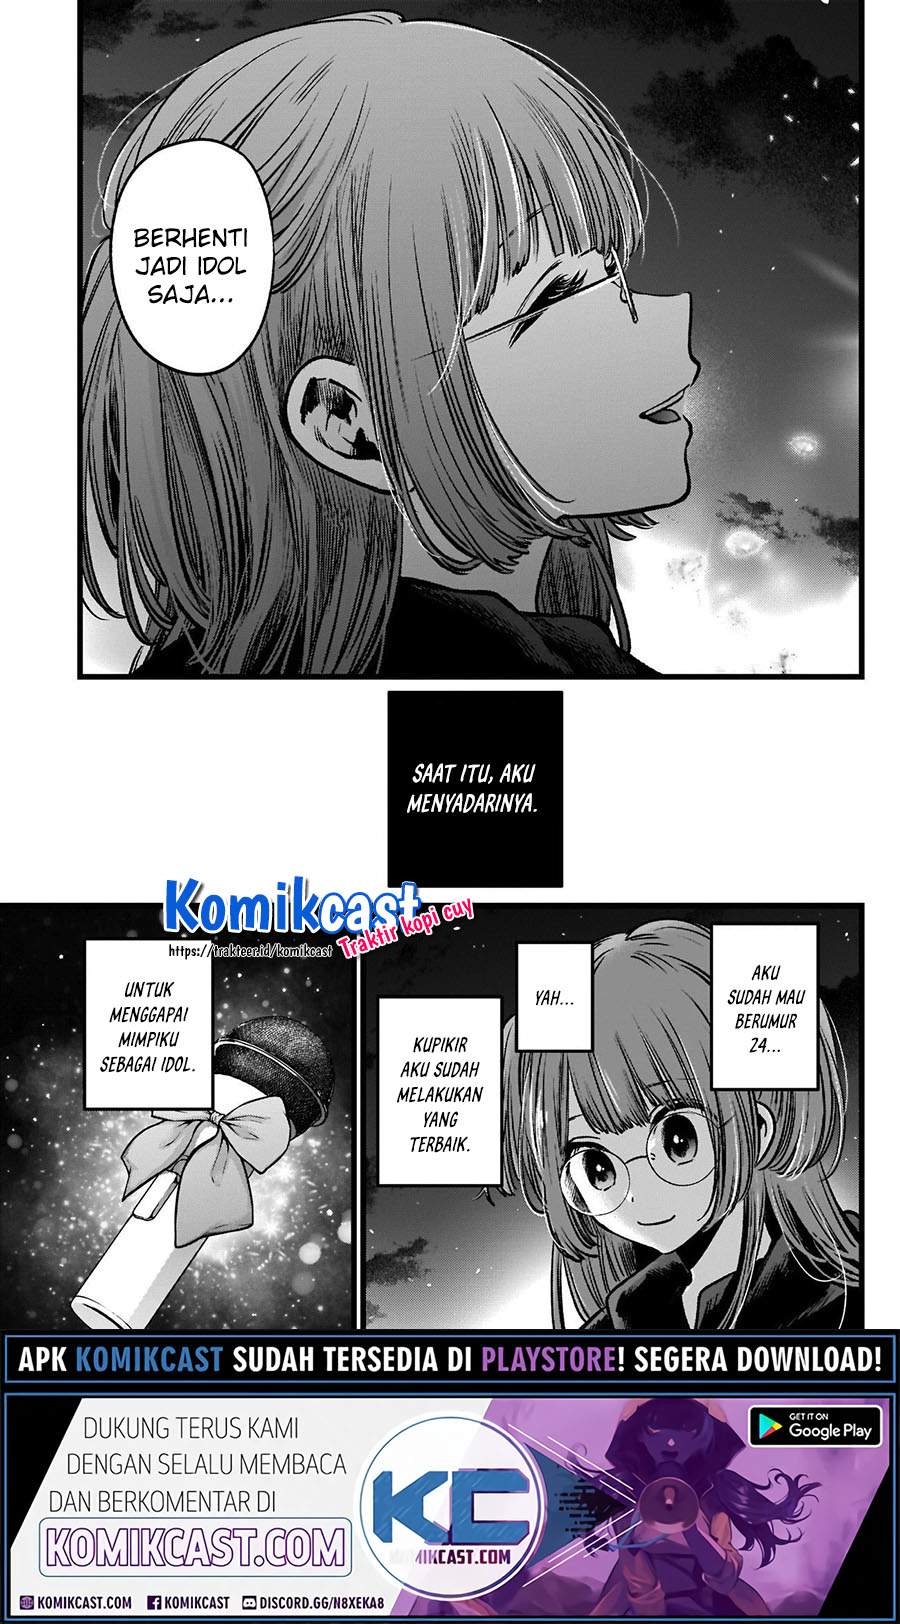 BERHENTI
JADI IDOL
SAJA...
SAAT ITU, AKU
MENYADARINYA.
AKU
SUDAH MAU
BERUMUR
24...
YAH...
KUPIKIR
AKU SUDAH
MELAKUKAN
YANG
TERBAIK.
UNTUK
MENGGAPAI
MIMPIKU
SEBAGAI IDOL.
Komikcast
https://trakteer.id/komikcast
Traktir kopi cuy
APK KOMIKCAST SUDAH TERSEDIA DI PLAYSTORE! SEGERA DOWNLOAD!
DUKUNG TERUS KAMI
DENGAN SELALU MEMBACA
DAN BERKOMENTAR DI
KOMIKCAST.COM
KC
KOMIKCAST.COM
GET IT ON
Google Play
KOMIKCAST.COM
KOMIKCAST
DISCORD.GG/N8XEKA8